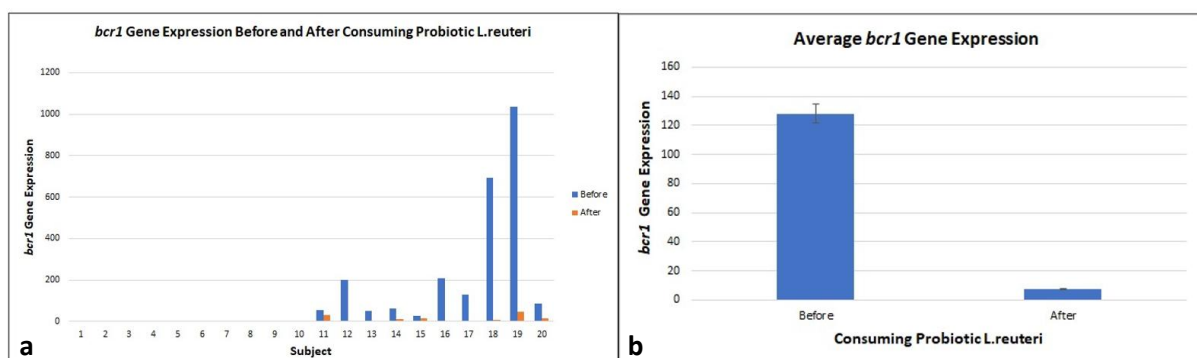 bcr1 Gene Expression Before and After Consuming Probiotic L.reuteri
1200
1000
800
600
400
200
0
bcr1 Gene Expression
1 2 3 4 5 6 7 8 9 10 11 12 13 14 15 16 17 18 19 20
Subject
Before
After
a
Average bcr1 Gene Expression
160
140
120
100
80
60
40
20
0
bcr1 Gene Expression
Before After
Consuming Probiotic L.reuteri
b